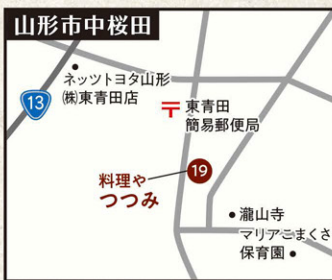 山形市中桜田
ネッツトヨタ山形
㈱東青田店
13
〒
東青田
簡易郵便局
19
料理や
つつみ
瀧山寺
マリアこまくさ
保育園